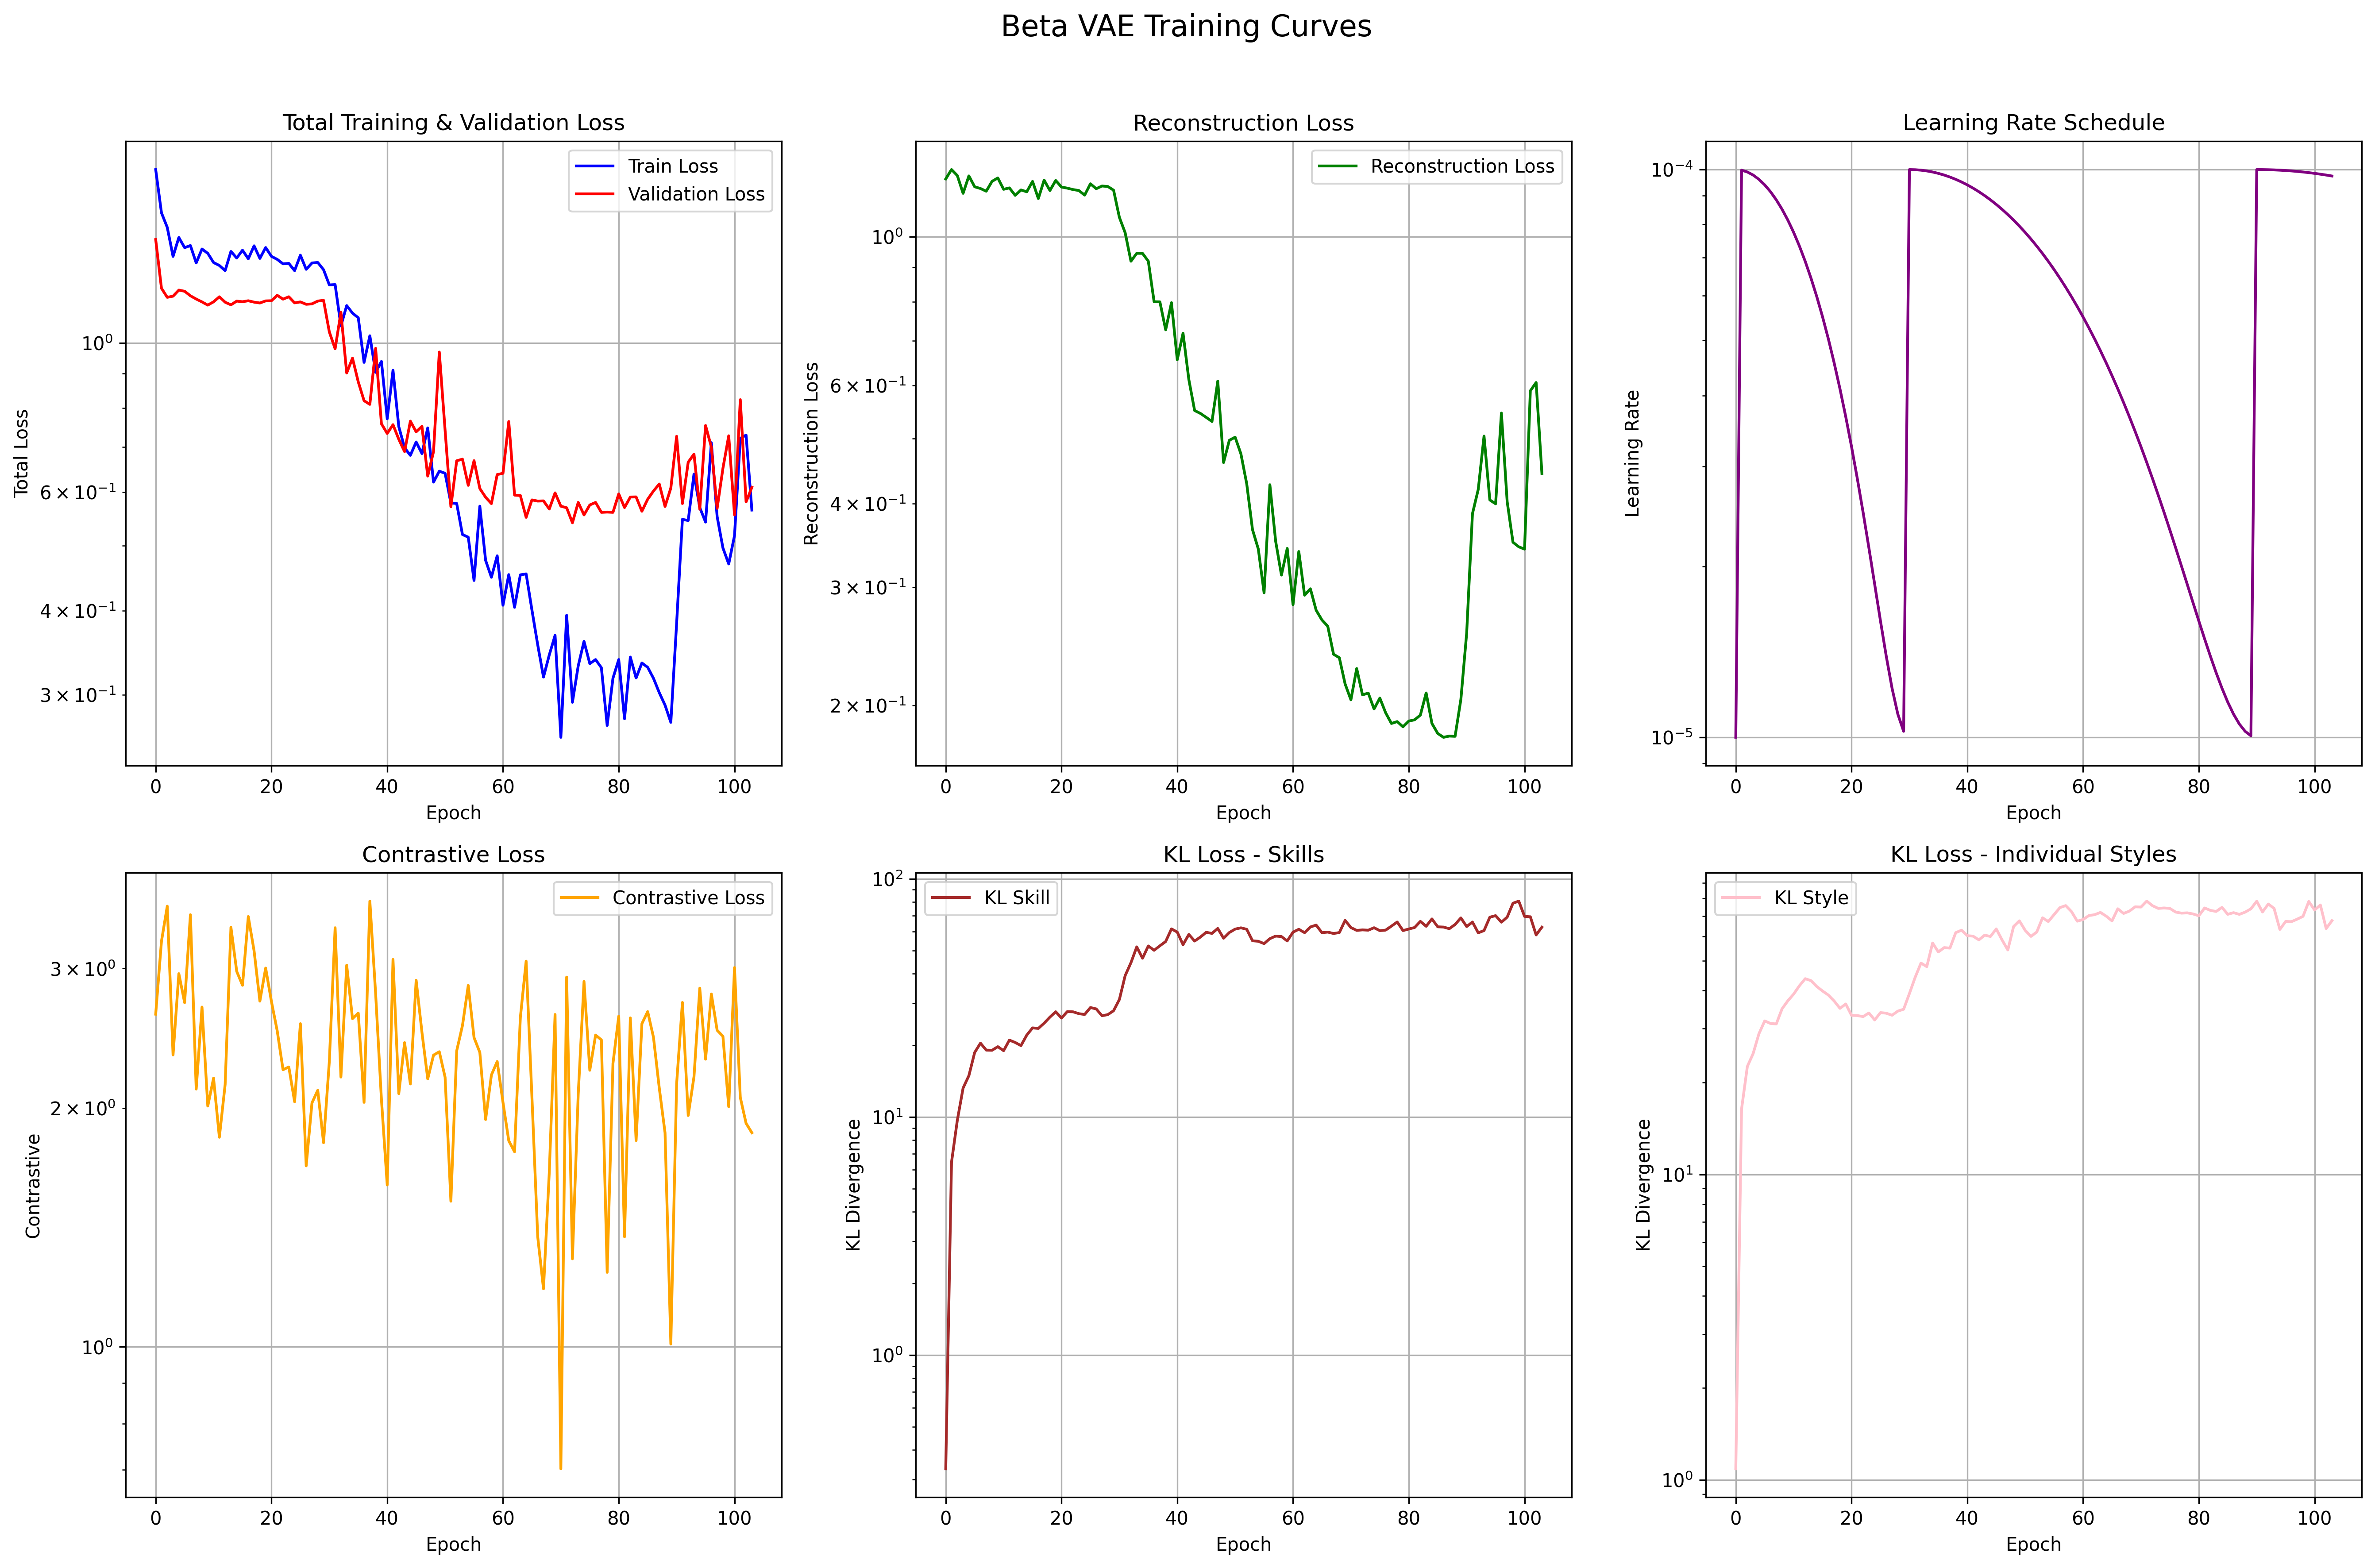 Beta VAE Training Curves
Total Training & Validation Loss
Total Loss
10⁰
6 × 10⁻¹
4 × 10⁻¹
3 × 10⁻¹
Train Loss
Validation Loss
0 20 40 60 80 100
Epoch
Reconstruction Loss
Reconstruction Loss
10⁰
6 × 10⁻¹
4 × 10⁻¹
3 × 10⁻¹
2 × 10⁻¹
Reconstruction Loss
0 20 40 60 80 100
Epoch
Learning Rate Schedule
Learning Rate
10⁻⁴
10⁻⁵
0 20 40 60 80 100
Epoch
Contrastive Loss
Contrastive
3 × 10⁰
2 × 10⁰
10⁰
Contrastive Loss
0 20 40 60 80 100
Epoch
KL Loss - Skills
KL Divergence
10²
10¹
10⁰
KL Skill
0 20 40 60 80 100
Epoch
KL Loss - Individual Styles
KL Divergence
10¹
10⁰
KL Style
0 20 40 60 80 100
Epoch